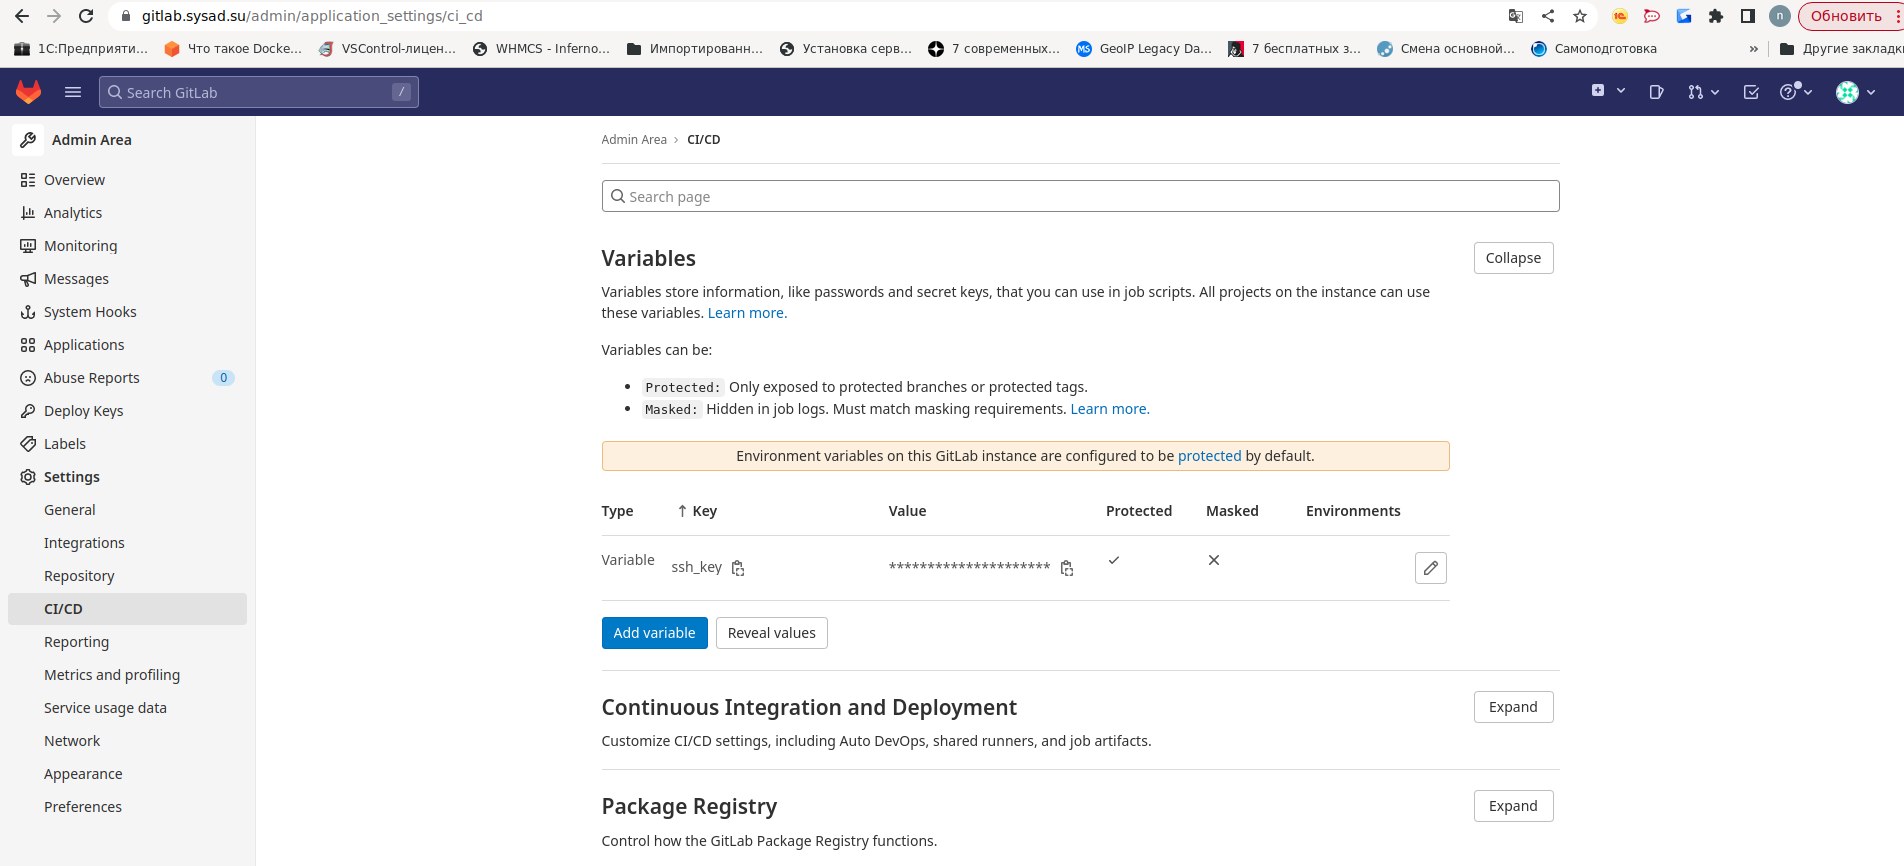 gitlab.sysad.su/admin/application_settings/ci_cd
n
Обновить
1С:Предприяти...
Что такое Docke...
VSControl-лицен...
WHMCS - Inferno...
Импортированн...
Установка серв...
7 современных...
MS
GeoIP Legacy Da...
7 бесплатных з...
Смена основной...
Самоподготовка
»
Другие закладки
Search GitLab
/
Admin Area
Overview
Analytics
Monitoring
Messages
System Hooks
Applications
Abuse Reports 0
Deploy Keys
Labels
Settings
General
Integrations
Repository
CI/CD
Reporting
Metrics and profiling
Service usage data
Network
Appearance
Preferences
Admin Area > CI/CD
Search page
Variables
Collapse
Variables store information, like passwords and secret keys, that you can use in job scripts. All projects on the instance can use
these variables. Learn more.
Variables can be:
• Protected: Only exposed to protected branches or protected tags.
• Masked: Hidden in job logs. Must match masking requirements. Learn more.
Environment variables on this GitLab instance are configured to be protected by default.
Type ↑ Key Value Protected Masked Environments
Variable ssh_key *********************
Add variable
Reveal values
Continuous Integration and Deployment
Expand
Customize CI/CD settings, including Auto DevOps, shared runners, and job artifacts.
Package Registry
Expand
Control how the GitLab Package Registry functions.